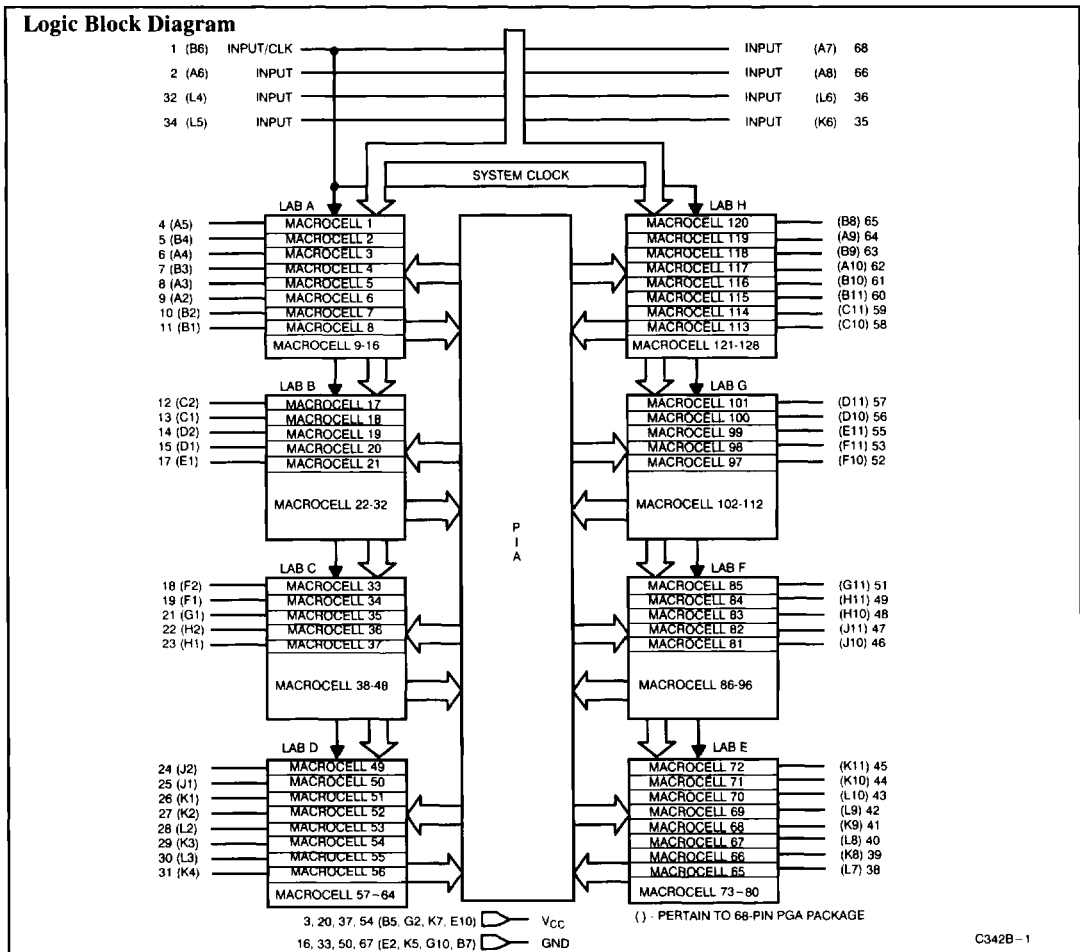 Logic Block Diagram
1 (B6) INPUT/CLK INPUT (A7) 68
2 (A6) INPUT INPUT (A8) 66
32 (L4) INPUT INPUT (L6) 36
34 (L5) INPUT INPUT (K6) 35
SYSTEM CLOCK
LAB A LAB H
4 (A5) MACROCELL 1 MACROCELL 120 (B8) 65
5 (B4) MACROCELL 2 MACROCELL 119 (A9) 64
6 (A4) MACROCELL 3 MACROCELL 118 (B9) 63
7 (B3) MACROCELL 4 MACROCELL 117 (A10) 62
8 (A3) MACROCELL 5 MACROCELL 116 (B10) 61
9 (A2) MACROCELL 6 MACROCELL 115 (B11) 60
10 (B2) MACROCELL 7 MACROCELL 114 (C11) 59
11 (B1) MACROCELL 8 MACROCELL 113 (C10) 58
MACROCELL 9-16 MACROCELL 121-128
LAB B LAB G
12 (C2) MACROCELL 17 MACROCELL 101 (D11) 57
13 (C1) MACROCELL 18 MACROCELL 100 (D10) 56
14 (D2) MACROCELL 19 MACROCELL 99 (E11) 55
15 (D1) MACROCELL 20 MACROCELL 98 (F11) 53
17 (E1) MACROCELL 21 MACROCELL 97 (F10) 52
MACROCELL 22-32 MACROCELL 102-112
P
I
A
LAB C LAB F
18 (F2) MACROCELL 33 MACROCELL 85 (G11) 51
19 (F1) MACROCELL 34 MACROCELL 84 (H11) 49
21 (G1) MACROCELL 35 MACROCELL 83 (H10) 48
22 (H2) MACROCELL 36 MACROCELL 82 (J11) 47
23 (H1) MACROCELL 37 MACROCELL 81 (J10) 46
MACROCELL 38-48 MACROCELL 86-96
LAB D LAB E
24 (J2) MACROCELL 49 MACROCELL 72 (K11) 45
25 (J1) MACROCELL 50 MACROCELL 71 (K10) 44
26 (K1) MACROCELL 51 MACROCELL 70 (L10) 43
27 (K2) MACROCELL 52 MACROCELL 69 (L9) 42
28 (L2) MACROCELL 53 MACROCELL 68 (K9) 41
29 (K3) MACROCELL 54 MACROCELL 67 (L8) 40
30 (L3) MACROCELL 55 MACROCELL 66 (K8) 39
31 (K4) MACROCELL 56 MACROCELL 65 (L7) 38
MACROCELL 57~64 MACROCELL 73-80
3, 20, 37, 54 (B5, G2, K7, E10) VCC
( ) - PERTAIN TO 68-PIN PGA PACKAGE
16, 33, 50, 67 (E2, K5, G10, B7) GND
C342B-1